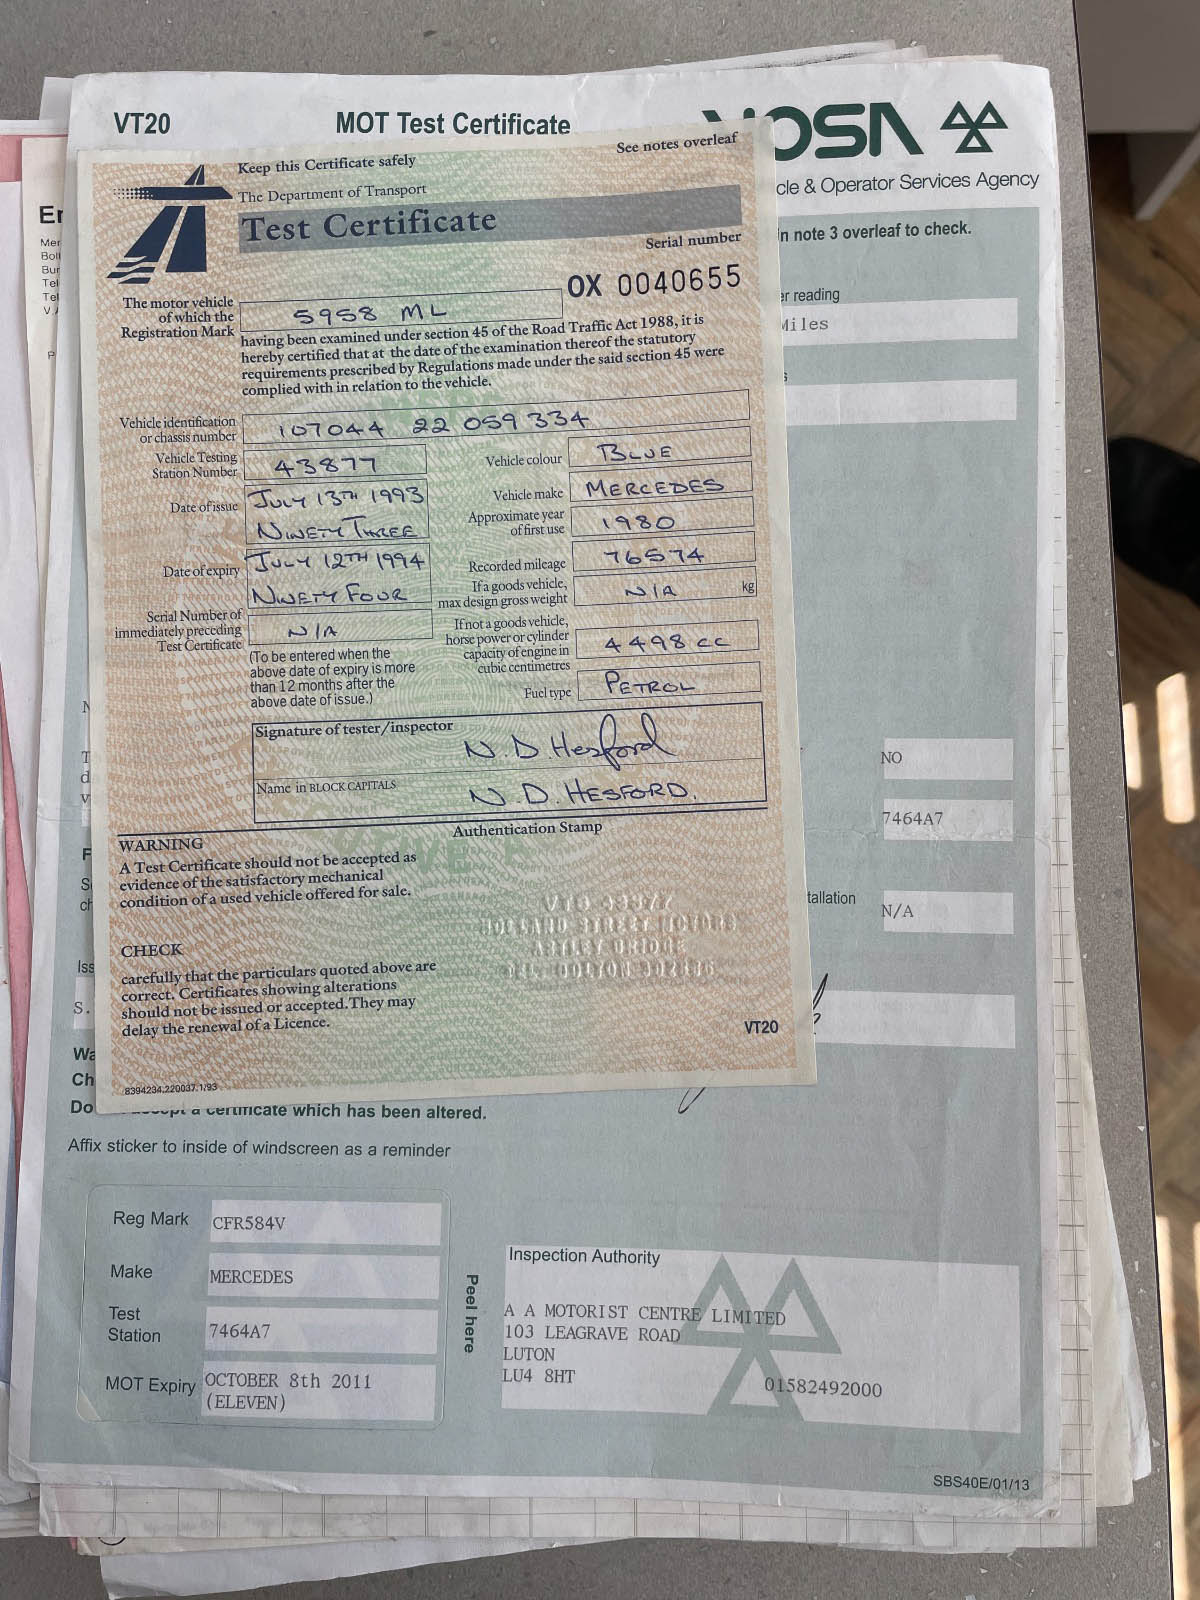 VT20
MOT Test Certificate
VOSA
cle & Operator Services Agency
in note 3 overleaf to check.
er reading
Miles
Keep this Certificate safely
See notes overleaf
The Department of Transport
Test Certificate
Serial number
OX 0040655
The motor vehicle
of which the
Registration Mark
5958 ML
having been examined under section 45 of the Road Traffic Act 1988, it is
hereby certified that at the date of the examination thereof the statutory
requirements prescribed by Regulations made under the said section 45 were
complied with in relation to the vehicle.
Vehicle identification
or chassis number
107044 22 059334
Vehicle Testing
Station Number
43877
Vehicle colour
BLUE
Date of issue
JULY 13TH 1993
NINETY THREE
Vehicle make
MERCEDES
Approximate year
of first use
1980
Date of expiry
JULY 12TH 1994
NINETY FOUR
Recorded mileage
76574
If a goods vehicle,
max design gross weight
N/A
kg
Serial Number of
immediately preceding
Test Certificate
N/A
(To be entered when the
above date of expiry is more
than 12 months after the
above date of issue.)
If not a goods vehicle,
horse power or cylinder
capacity of engine in
cubic centimetres
4498 cc
Fuel type
PETROL
Signature of tester/inspector
N.D. Hesford
Name in BLOCK CAPITALS
N.D. HESFORD.
Authentication Stamp
WARNING
A Test Certificate should not be accepted as
evidence of the satisfactory mechanical
condition of a used vehicle offered for sale.
CHECK
carefully that the particulars quoted above are
correct. Certificates showing alterations
should not be issued or accepted. They may
delay the renewal of a Licence.
VT20
8394234.220037.1/93
NO
7464A7
tallation
N/A
Iss
S.
Wa
Ch
Do
a certificate which has been altered.
Affix sticker to inside of windscreen as a reminder
Reg Mark
CFR584V
Make
MERCEDES
Test
Station
7464A7
MOT Expiry
OCTOBER 8th 2011
(ELEVEN)
Peel here
Inspection Authority
A A MOTORIST CENTRE LIMITED
103 LEAGRAVE ROAD
LUTON
LU4 8HT
01582492000
SBS40E/01/13